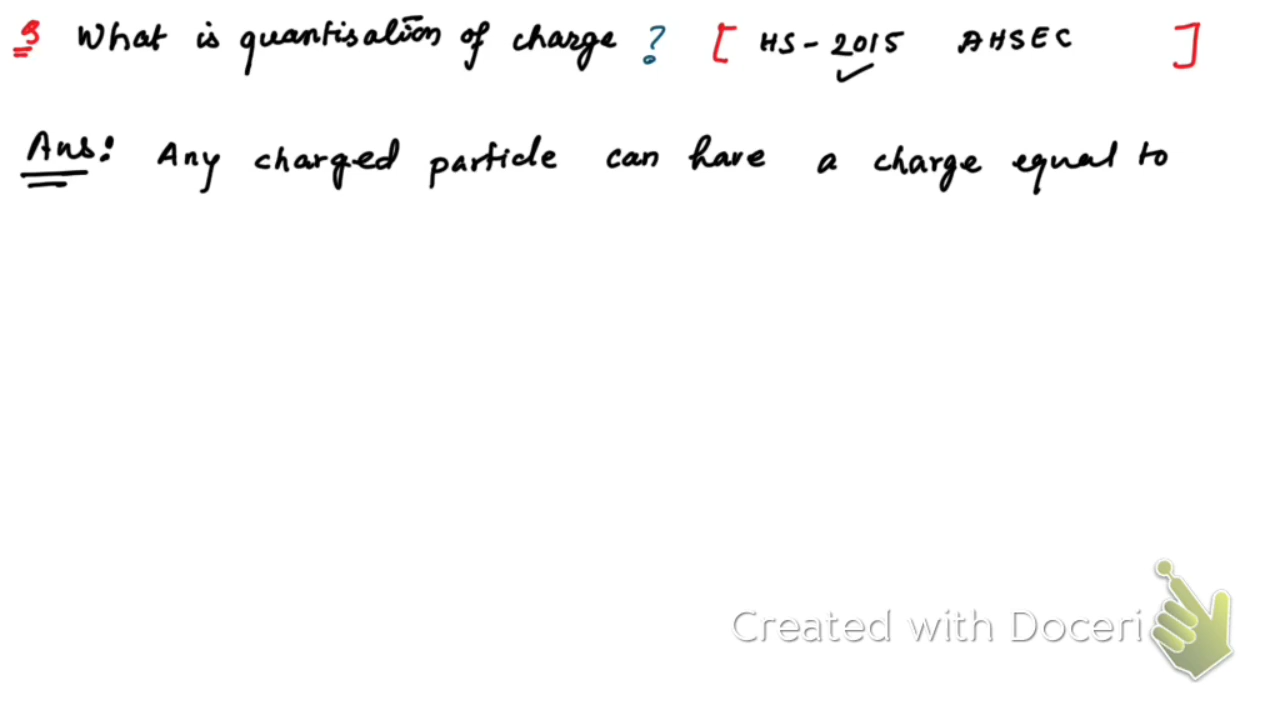 3 What is quantisation of charge ? [ HS - 2015 AHSEC ]
Ans: Any charged particle can have a charge equal to
Created with Doceri